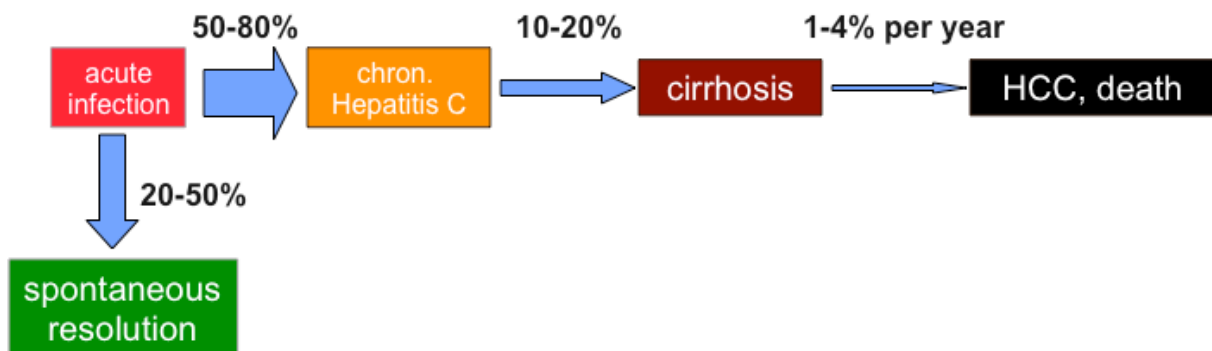 50-80%
10-20%
1-4% per year
acute
infection
chron.
Hepatitis C
cirrhosis
HCC, death
20-50%
spontaneous
resolution